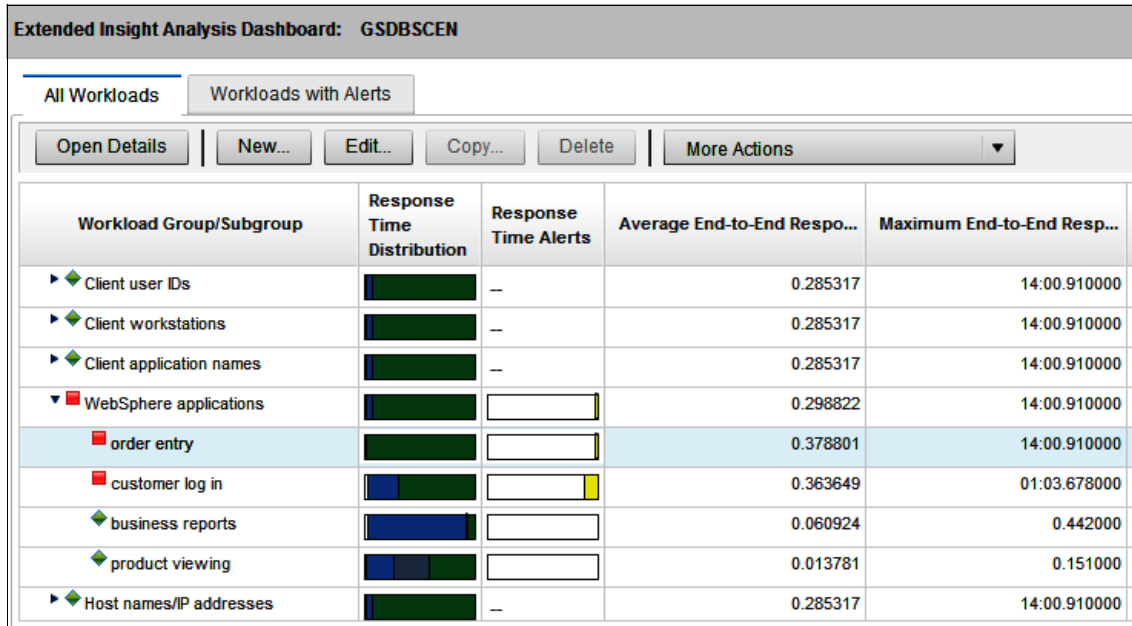 Extended Insight Analysis Dashboard: GSDBSCEN
All Workloads Workloads with Alerts
Open Details New... Edit... Copy... Delete More Actions
Workload Group/Subgroup Response Time Distribution Response Time Alerts Average End-to-End Respo... Maximum End-to-End Resp...
Client user IDs -- 0.285317 14:00.910000
Client workstations -- 0.285317 14:00.910000
Client application names -- 0.285317 14:00.910000
WebSphere applications 0.298822 14:00.910000
order entry 0.378801 14:00.910000
customer log in 0.363649 01:03.678000
business reports 0.060924 0.442000
product viewing 0.013781 0.151000
Host names/IP addresses -- 0.285317 14:00.910000